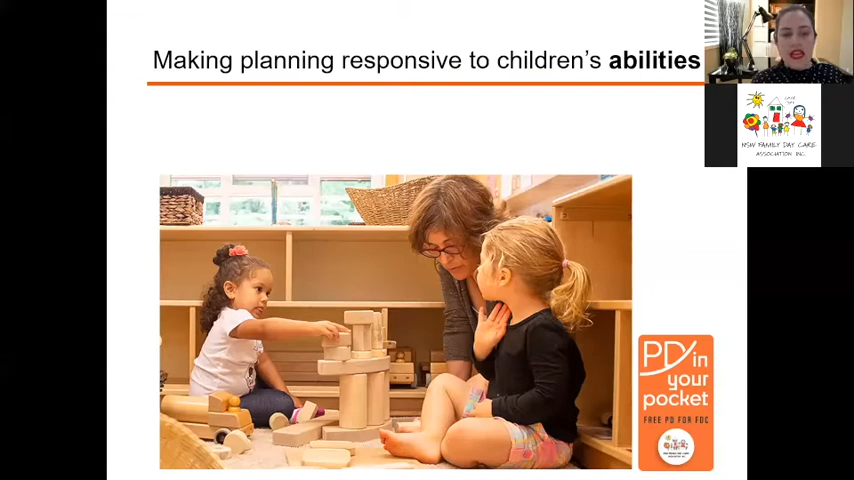 Making planning responsive to children's abilities
NSW FAMILY DAY CARE
ASSOCIATION INC.
PD in
your
pocket
FREE PD FOR FDC